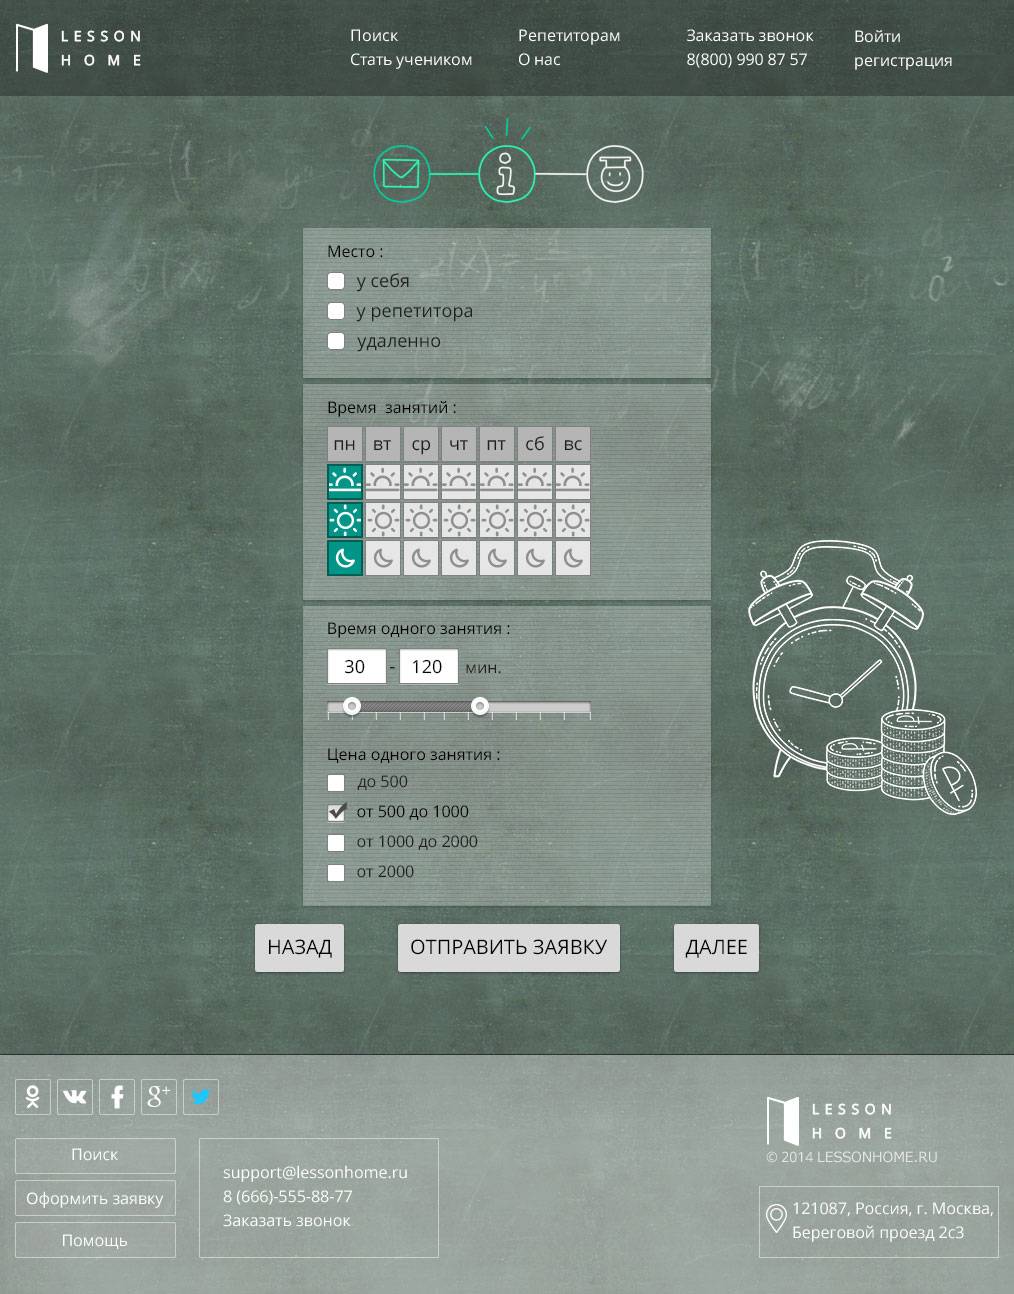 LESSON
HOME
Поиск
Стать учеником
Репетиторам
О нас
Заказать звонок
8(800) 990 87 57
Войти
регистрация
Место :
у себя
у репетитора
удаленно
Время занятий :
пн вт ср чт пт сб вс
Время одного занятия :
30 - 120 мин.
Цена одного занятия :
до 500
от 500 до 1000
от 1000 до 2000
от 2000
НАЗАД
ОТПРАВИТЬ ЗАЯВКУ
ДАЛЕЕ
Поиск
Оформить заявку
Помощь
support@lessonhome.ru
8 (666)-555-88-77
Заказать звонок
LESSON
HOME
© 2014 LESSONHOME.RU
121087, Россия, г. Москва,
Береговой проезд 2с3